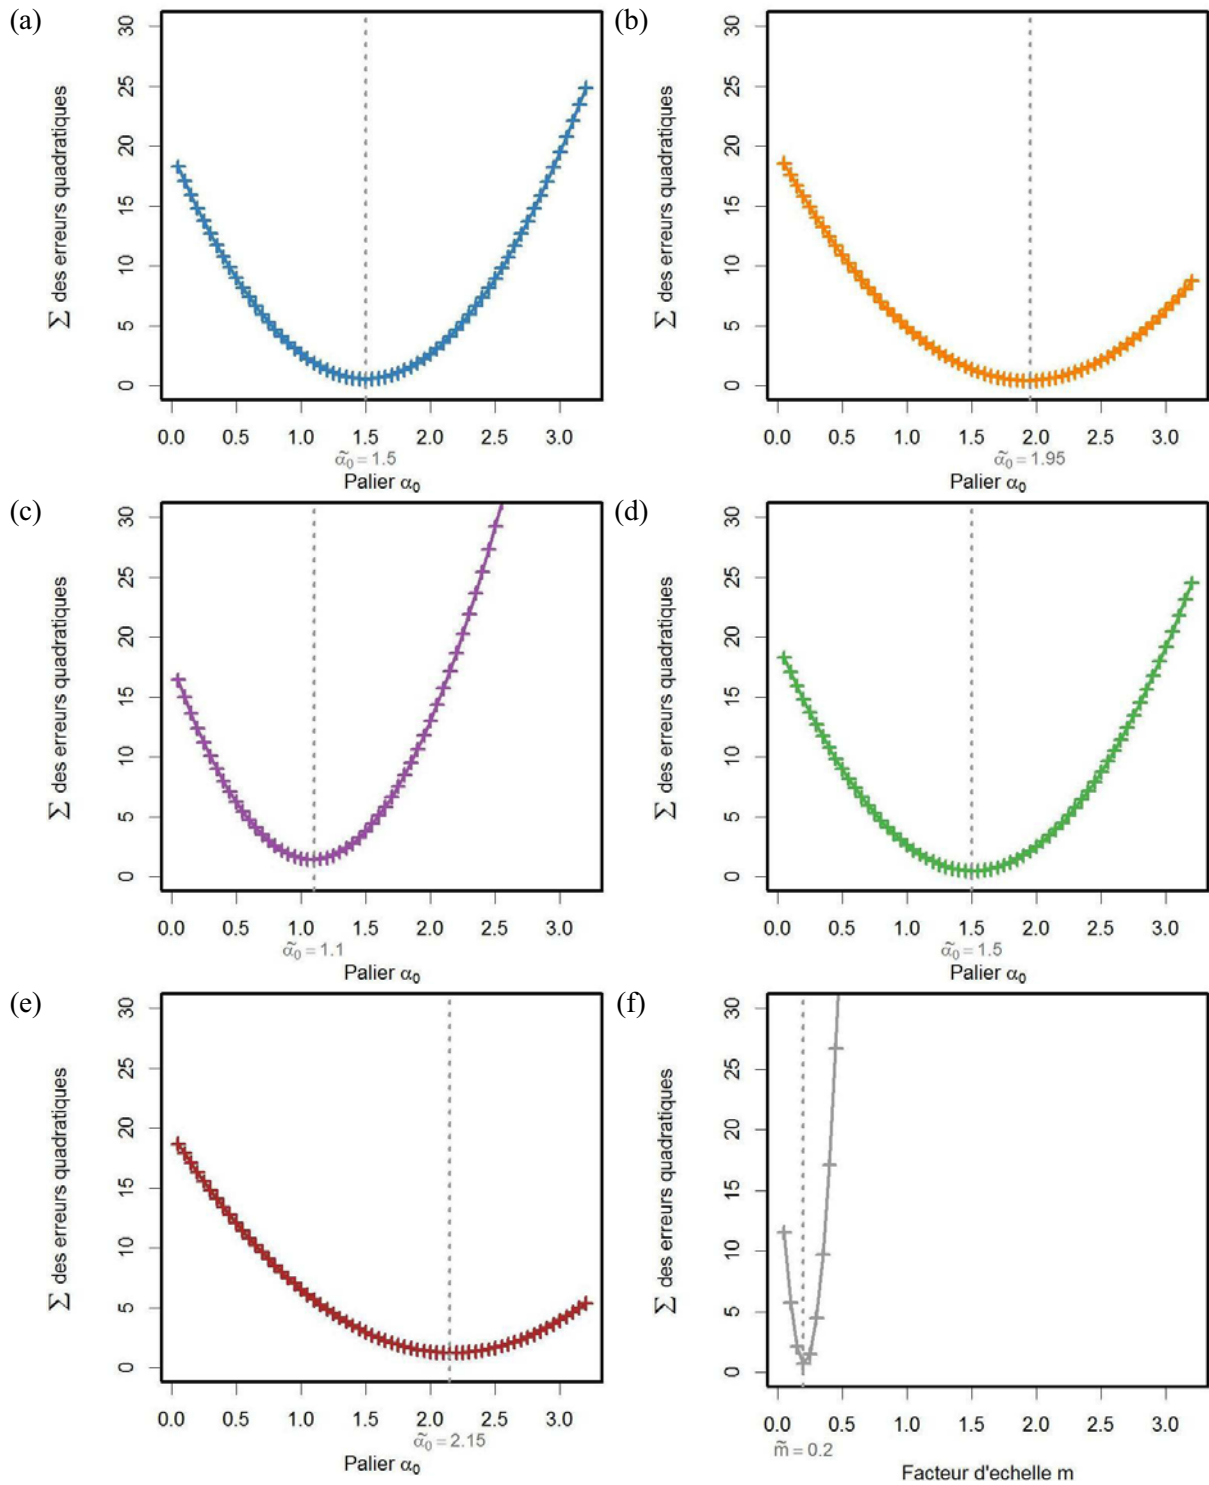 (a)
Σ des erreurs quadratiques
30
25
20
15
10
5
0
0.0 0.5 1.0 1.5 2.0 2.5 3.0
α̃₀ = 1.5
Palier α₀
(b)
Σ des erreurs quadratiques
30
25
20
15
10
5
0
0.0 0.5 1.0 1.5 2.0 2.5 3.0
α̃₀ = 1.95
Palier α₀
(c)
Σ des erreurs quadratiques
30
25
20
15
10
5
0
0.0 0.5 1.0 1.5 2.0 2.5 3.0
α̃₀ = 1.1
Palier α₀
(d)
Σ des erreurs quadratiques
30
25
20
15
10
5
0
0.0 0.5 1.0 1.5 2.0 2.5 3.0
α̃₀ = 1.5
Palier α₀
(e)
Σ des erreurs quadratiques
30
25
20
15
10
5
0
0.0 0.5 1.0 1.5 2.0 2.5 3.0
α̃₀ = 2.15
Palier α₀
(f)
Σ des erreurs quadratiques
30
25
20
15
10
5
0
0.0 0.5 1.0 1.5 2.0 2.5 3.0
m̃ = 0.2
Facteur d'echelle m